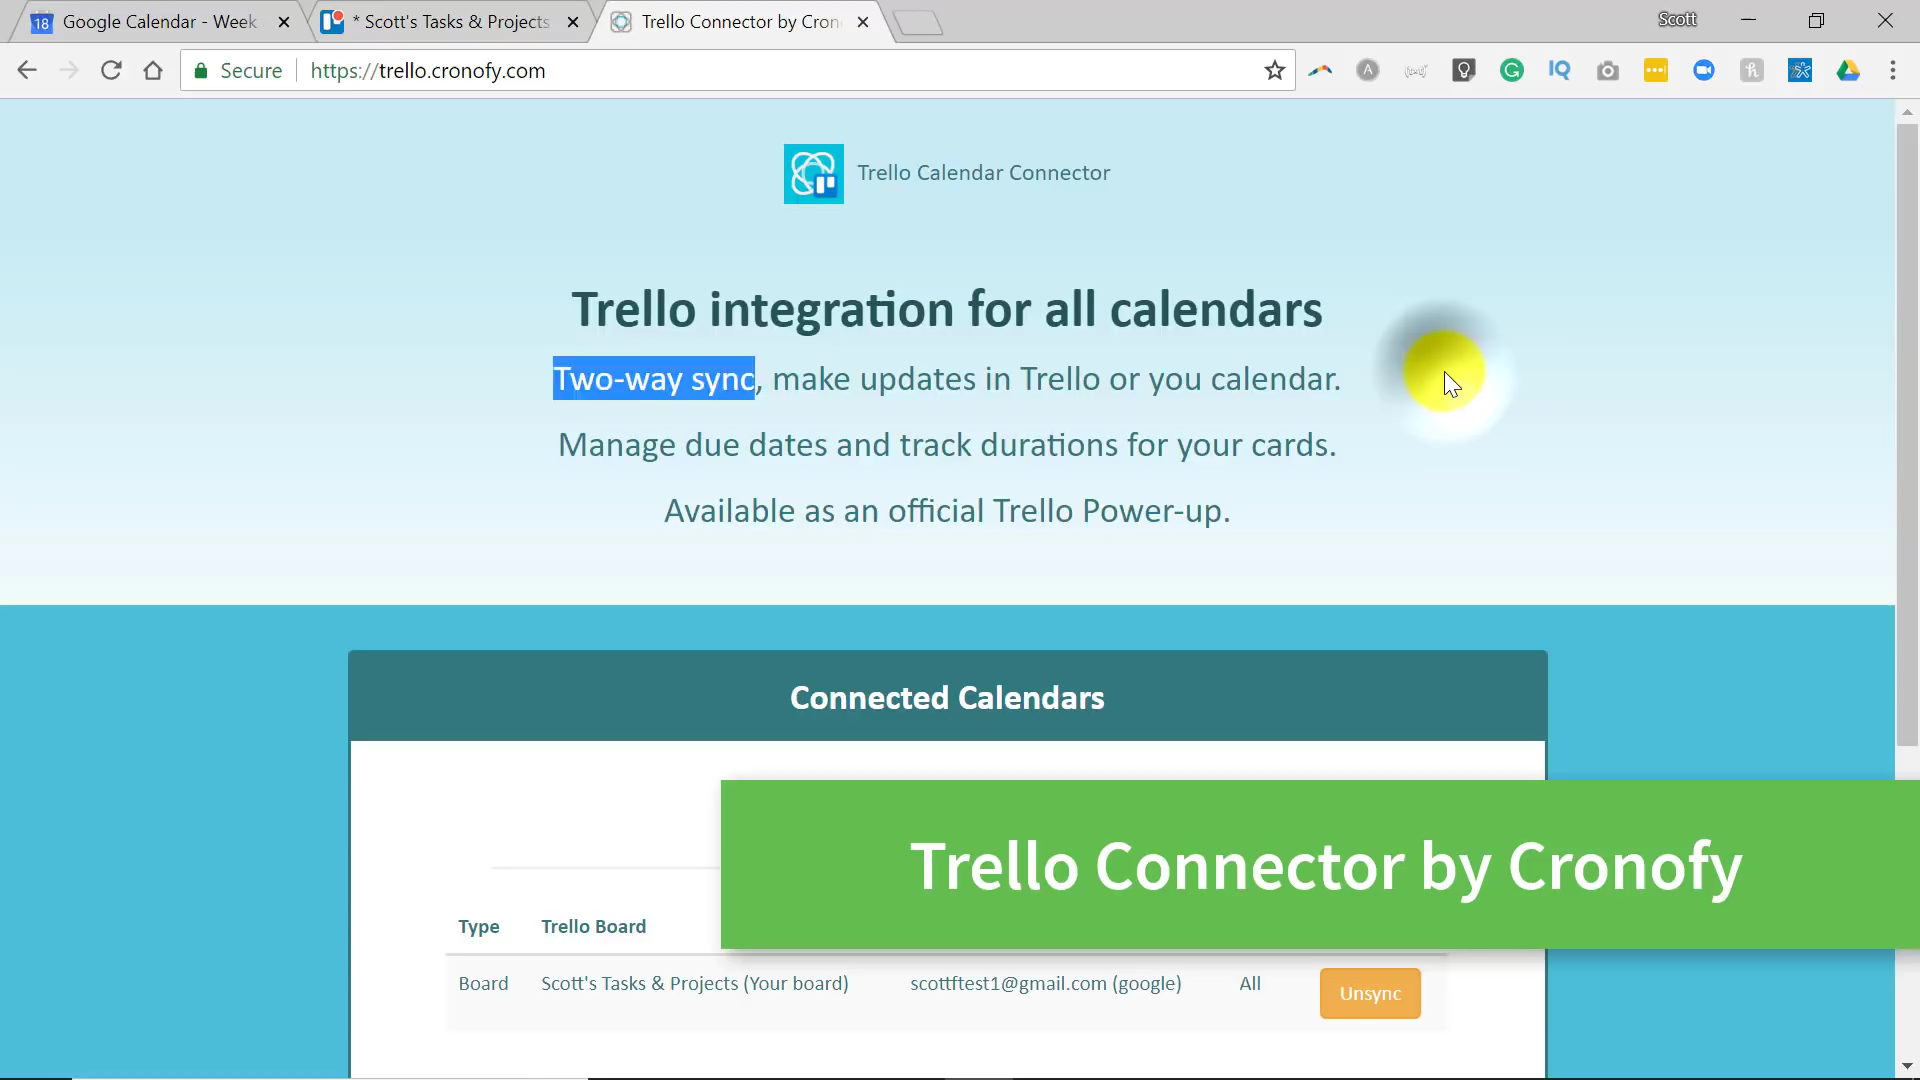 18 Google Calendar - Week
* Scott's Tasks & Projects
Trello Connector by Cron
Scott
Secure
https://trello.cronofy.com
Trello Calendar Connector
Trello integration for all calendars
Two-way sync, make updates in Trello or you calendar.
Manage due dates and track durations for your cards.
Available as an official Trello Power-up.
Connected Calendars
Trello Connector by Cronofy
Type Trello Board
Board Scott's Tasks & Projects (Your board) scottftest1@gmail.com (google) All Unsync